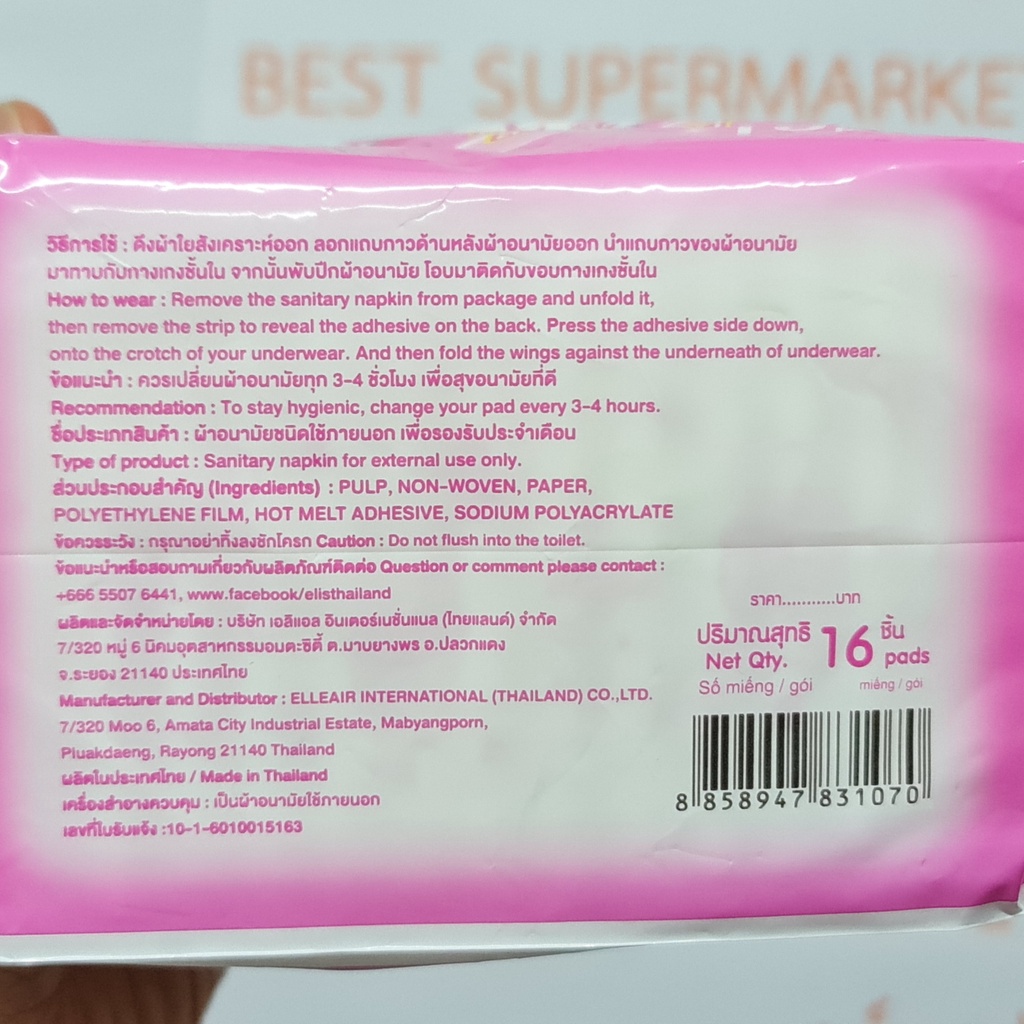 BEST SUPERMARKET
วิธีการใช้ : ดึงผ้าใยสังเคราะห์ออก ลอกแถบกาวด้านหลังผ้าอนามัยออก นำแถบกาวของผ้าอนามัย
มาทาบกับกางเกงชั้นใน จากนั้นพับปีกผ้าอนามัย โอบมาติดกับขอบกางเกงชั้นใน
How to wear : Remove the sanitary napkin from package and unfold it,
then remove the strip to reveal the adhesive on the back. Press the adhesive side down,
onto the crotch of your underwear. And then fold the wings against the underneath of underwear.
ข้อแนะนำ : ควรเปลี่ยนผ้าอนามัยทุก 3-4 ชั่วโมง เพื่อสุขอนามัยที่ดี
Recommendation : To stay hygienic, change your pad every 3-4 hours.
ชื่อประเภทสินค้า : ผ้าอนามัยชนิดใช้ภายนอก เพื่อรองรับประจำเดือน
Type of product : Sanitary napkin for external use only.
ส่วนประกอบสำคัญ (Ingredients) : PULP, NON-WOVEN, PAPER,
POLYETHYLENE FILM, HOT MELT ADHESIVE, SODIUM POLYACRYLATE
ข้อควรระวัง : กรุณาอย่าทิ้งลงชักโครก Caution : Do not flush into the toilet.
ข้อแนะนำหรือสอบถามเกี่ยวกับผลิตภัณฑ์ติดต่อ Question or comment please contact :
+666 5507 6441, www.facebook/elisthailand
ผลิตและจัดจำหน่ายโดย : บริษัท เอลิแอล อินเตอร์เนชั่นแนล (ไทยแลนด์) จำกัด
7/320 หมู่ 6 นิคมอุตสาหกรรมอมตะซิตี้ ต.มาบยางพร อ.ปลวกแดง
จ.ระยอง 21140 ประเทศไทย
Manufacturer and Distributor : ELLEAIR INTERNATIONAL (THAILAND) CO.,LTD.
7/320 Moo 6, Amata City Industrial Estate, Mabyangporn,
Pluakdaeng, Rayong 21140 Thailand
ผลิตในประเทศไทย / Made in Thailand
เครื่องสำอางควบคุม : เป็นผ้าอนามัยใช้ภายนอก
เลขที่ใบรับแจ้ง :10-1-6010015163
ราคา...........บาท
ปริมาณสุทธิ 16 ชิ้น
Net Qty. pads
Số miếng / gói miếng / gói
8 858947 831070